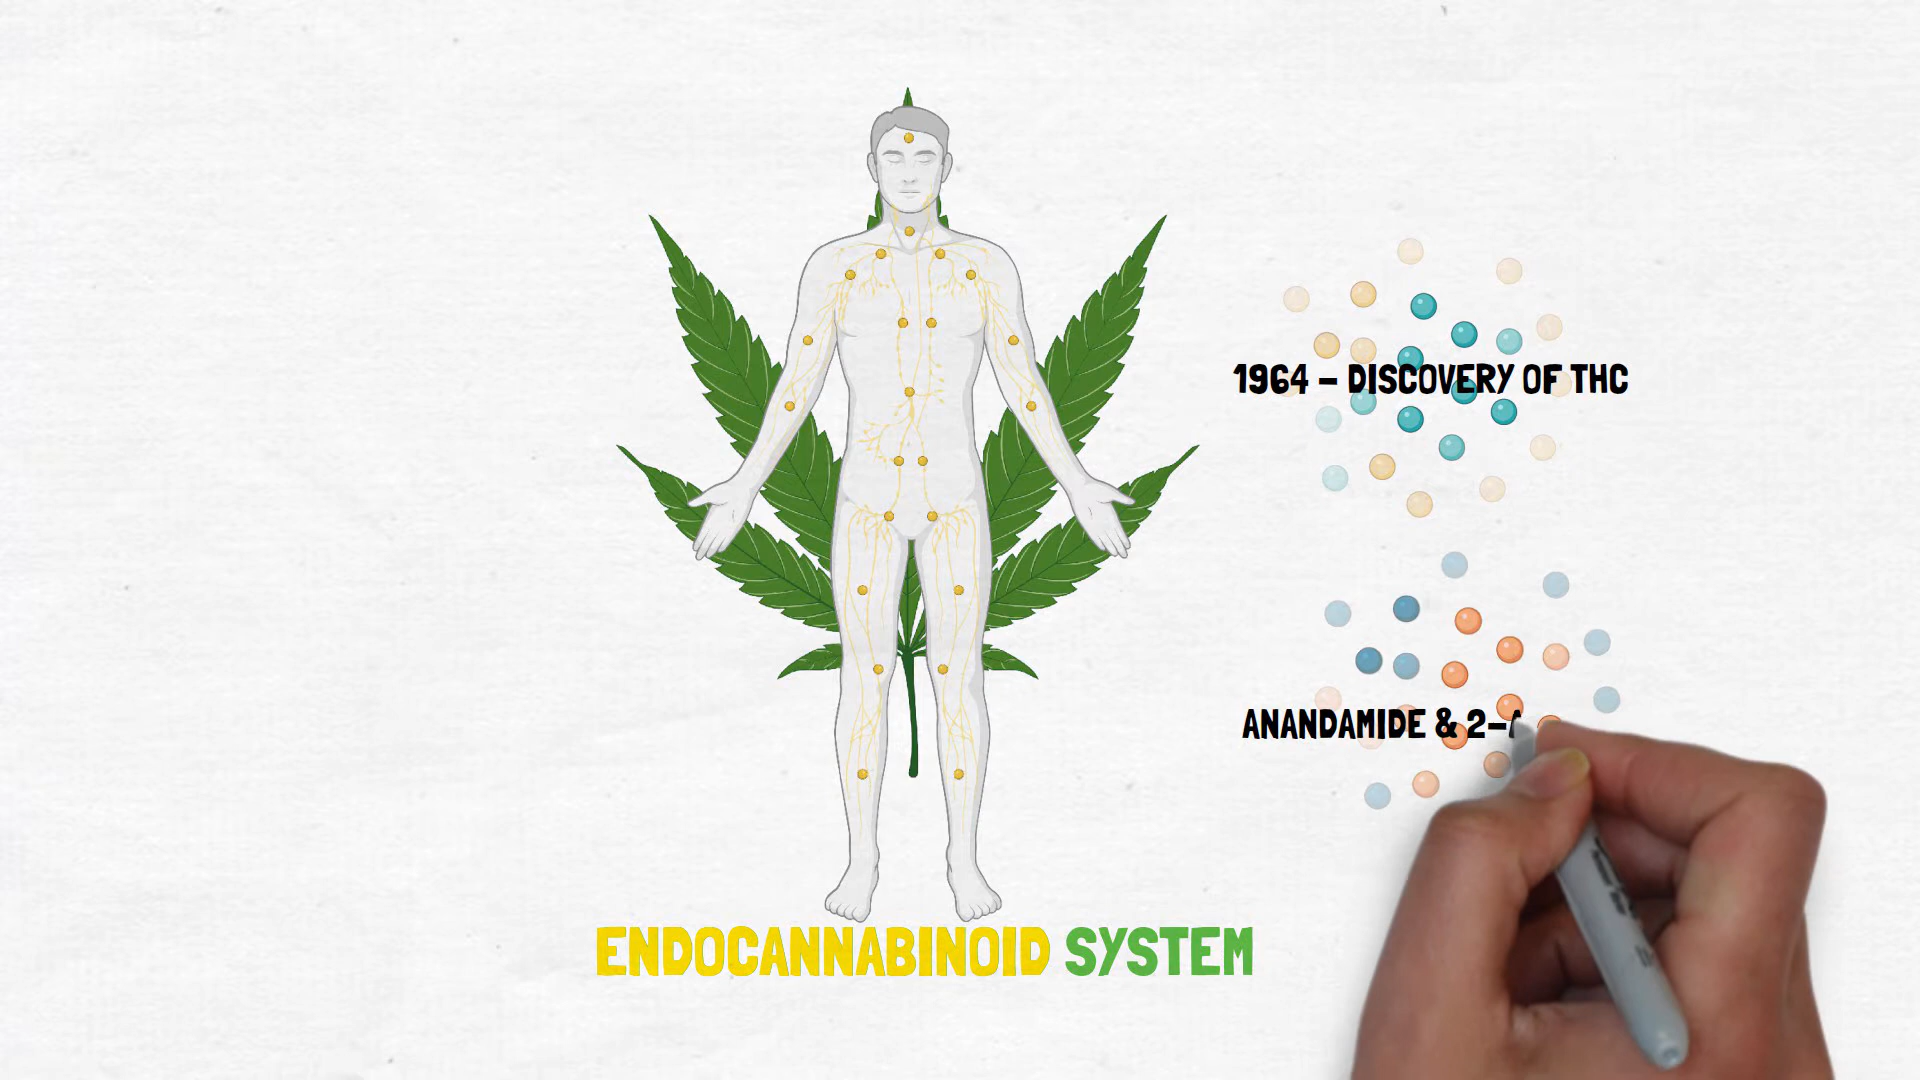 1964 – DISCOVERY OF THC
ANANDAMIDE & 2-A
ENDOCANNABINOID SYSTEM